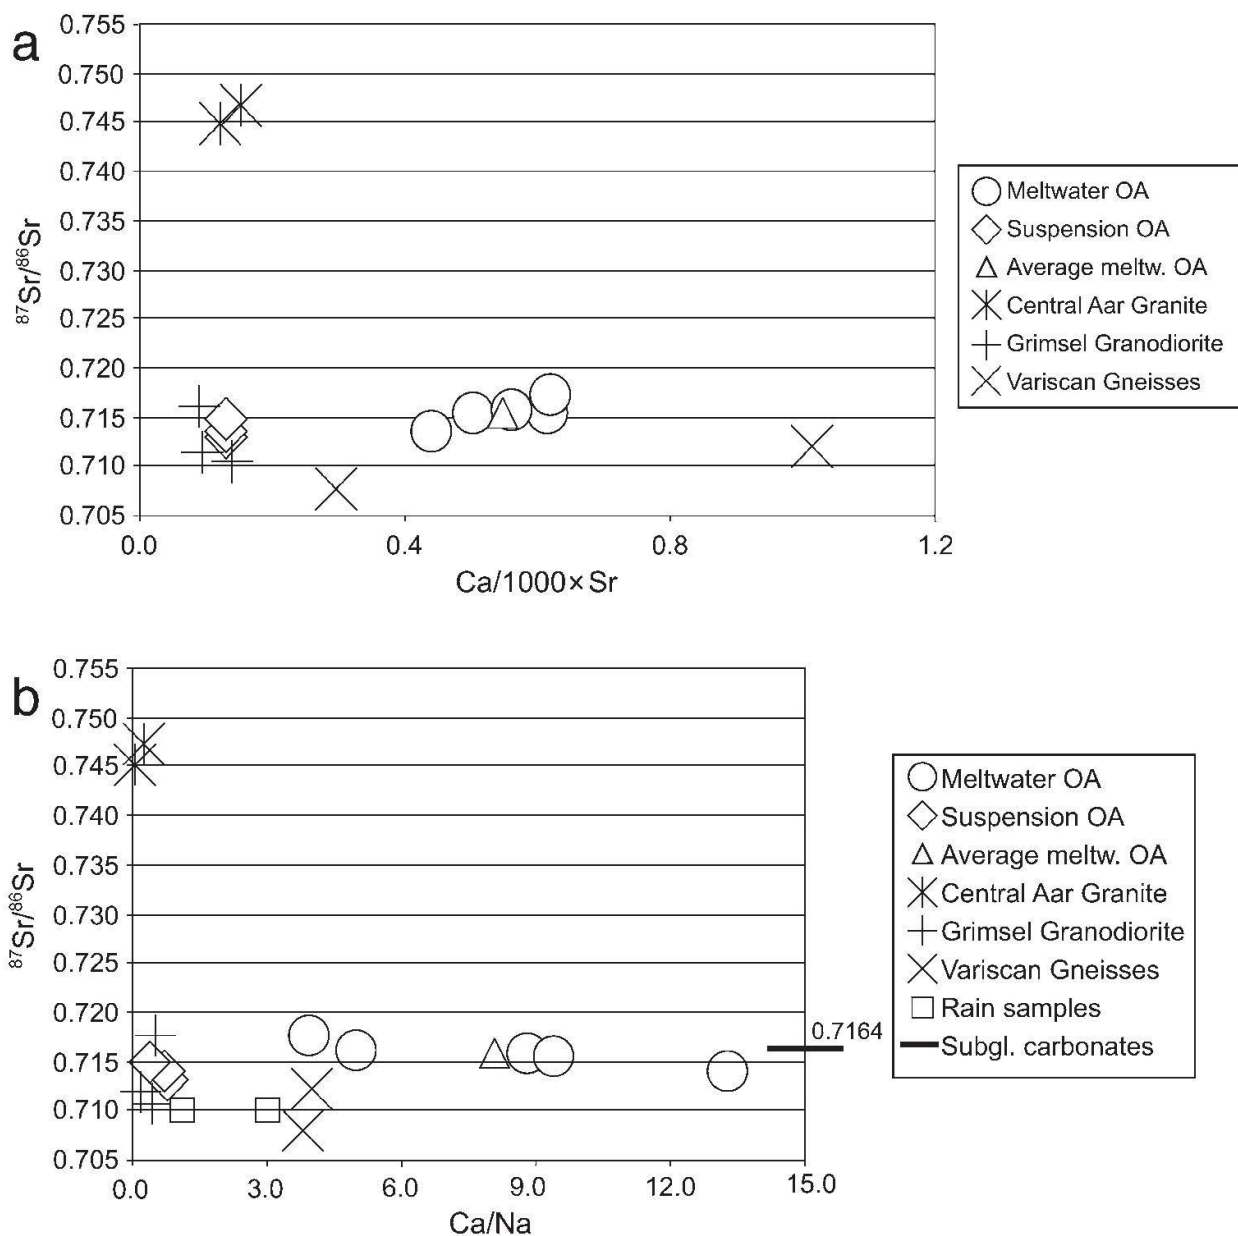 a
0.755
0.750
0.745
0.740
0.735
0.730
0.725
0.720
0.715
0.710
0.705
0.0
0.4
0.8
1.2
⁸⁷Sr/⁸⁶Sr
Ca/1000×Sr
Meltwater OA
Suspension OA
Average meltw. OA
Central Aar Granite
Grimsel Granodiorite
Variscan Gneisses
b
0.755
0.750
0.745
0.740
0.735
0.730
0.725
0.720
0.715
0.710
0.705
0.0
3.0
6.0
9.0
12.0
15.0
⁸⁷Sr/⁸⁶Sr
Ca/Na
0.7164
Meltwater OA
Suspension OA
Average meltw. OA
Central Aar Granite
Grimsel Granodiorite
Variscan Gneisses
Rain samples
Subgl. carbonates